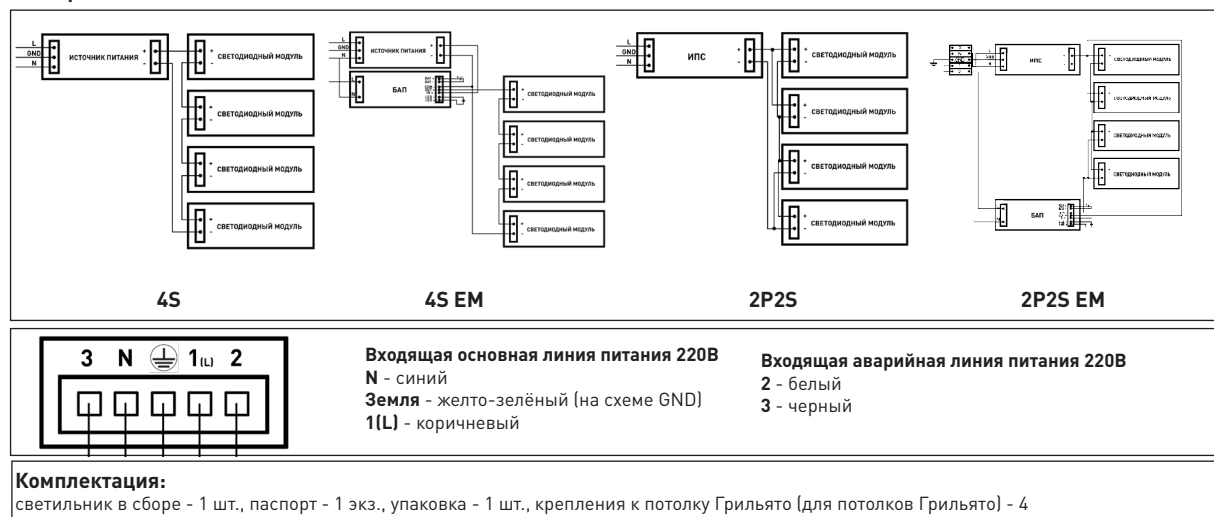 L
GND
N
ИСТОЧНИК ПИТАНИЯ
+
-
+
-
СВЕТОДИОДНЫЙ МОДУЛЬ
+
-
СВЕТОДИОДНЫЙ МОДУЛЬ
+
-
СВЕТОДИОДНЫЙ МОДУЛЬ
+
-
СВЕТОДИОДНЫЙ МОДУЛЬ
4S
L
GND
N
ИСТОЧНИК ПИТАНИЯ
+
-
L
N
БАП
СВЕТОДИОДНЫЙ МОДУЛЬ
СВЕТОДИОДНЫЙ МОДУЛЬ
СВЕТОДИОДНЫЙ МОДУЛЬ
СВЕТОДИОДНЫЙ МОДУЛЬ
4S EM
L
GND
N
ИПС
+
-
+
-
СВЕТОДИОДНЫЙ МОДУЛЬ
+
-
СВЕТОДИОДНЫЙ МОДУЛЬ
+
-
СВЕТОДИОДНЫЙ МОДУЛЬ
+
-
СВЕТОДИОДНЫЙ МОДУЛЬ
2P2S
ИПС
СВЕТОДИОДНЫЙ МОДУЛЬ
СВЕТОДИОДНЫЙ МОДУЛЬ
СВЕТОДИОДНЫЙ МОДУЛЬ
СВЕТОДИОДНЫЙ МОДУЛЬ
БАП
2P2S EM
3 N 1(L) 2
Входящая основная линия питания 220В
N - синий
Земля - желто-зелёный (на схеме GND)
1(L) - коричневый
Входящая аварийная линия питания 220В
2 - белый
3 - черный
Комплектация:
светильник в сборе - 1 шт., паспорт - 1 экз., упаковка - 1 шт., крепления к потолку Грильято (для потолков Грильято) - 4